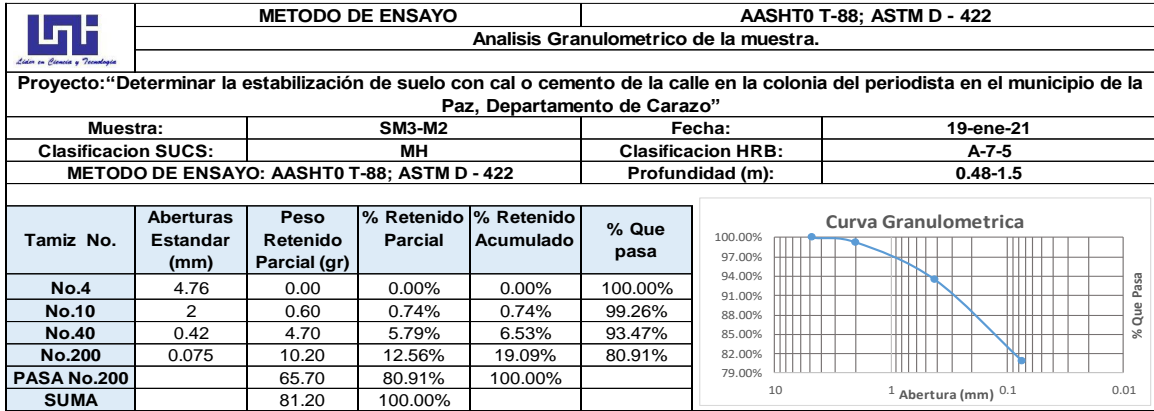 METODO DE ENSAYO AASHT0 T-88; ASTM D - 422
Analisis Granulometrico de la muestra.
Líder en Ciencia y Tecnología
Proyecto:“Determinar la estabilización de suelo con cal o cemento de la calle en la colonia del periodista en el municipio de la
Paz, Departamento de Carazo”
Muestra: SM3-M2 Fecha: 19-ene-21
Clasificacion SUCS: MH Clasificacion HRB: A-7-5
METODO DE ENSAYO: AASHT0 T-88; ASTM D - 422 Profundidad (m): 0.48-1.5
Tamiz No. Aberturas Estandar (mm) Peso Retenido Parcial (gr) % Retenido Parcial % Retenido Acumulado % Que pasa
No.4 4.76 0.00 0.00% 0.00% 100.00%
No.10 2 0.60 0.74% 0.74% 99.26%
No.40 0.42 4.70 5.79% 6.53% 93.47%
No.200 0.075 10.20 12.56% 19.09% 80.91%
PASA No.200 65.70 80.91% 100.00%
SUMA 81.20 100.00%
Curva Granulometrica
100.00%
97.00%
94.00%
91.00%
88.00%
85.00%
82.00%
79.00%
10 1 0.1 0.01
Abertura (mm)
% Que Pasa